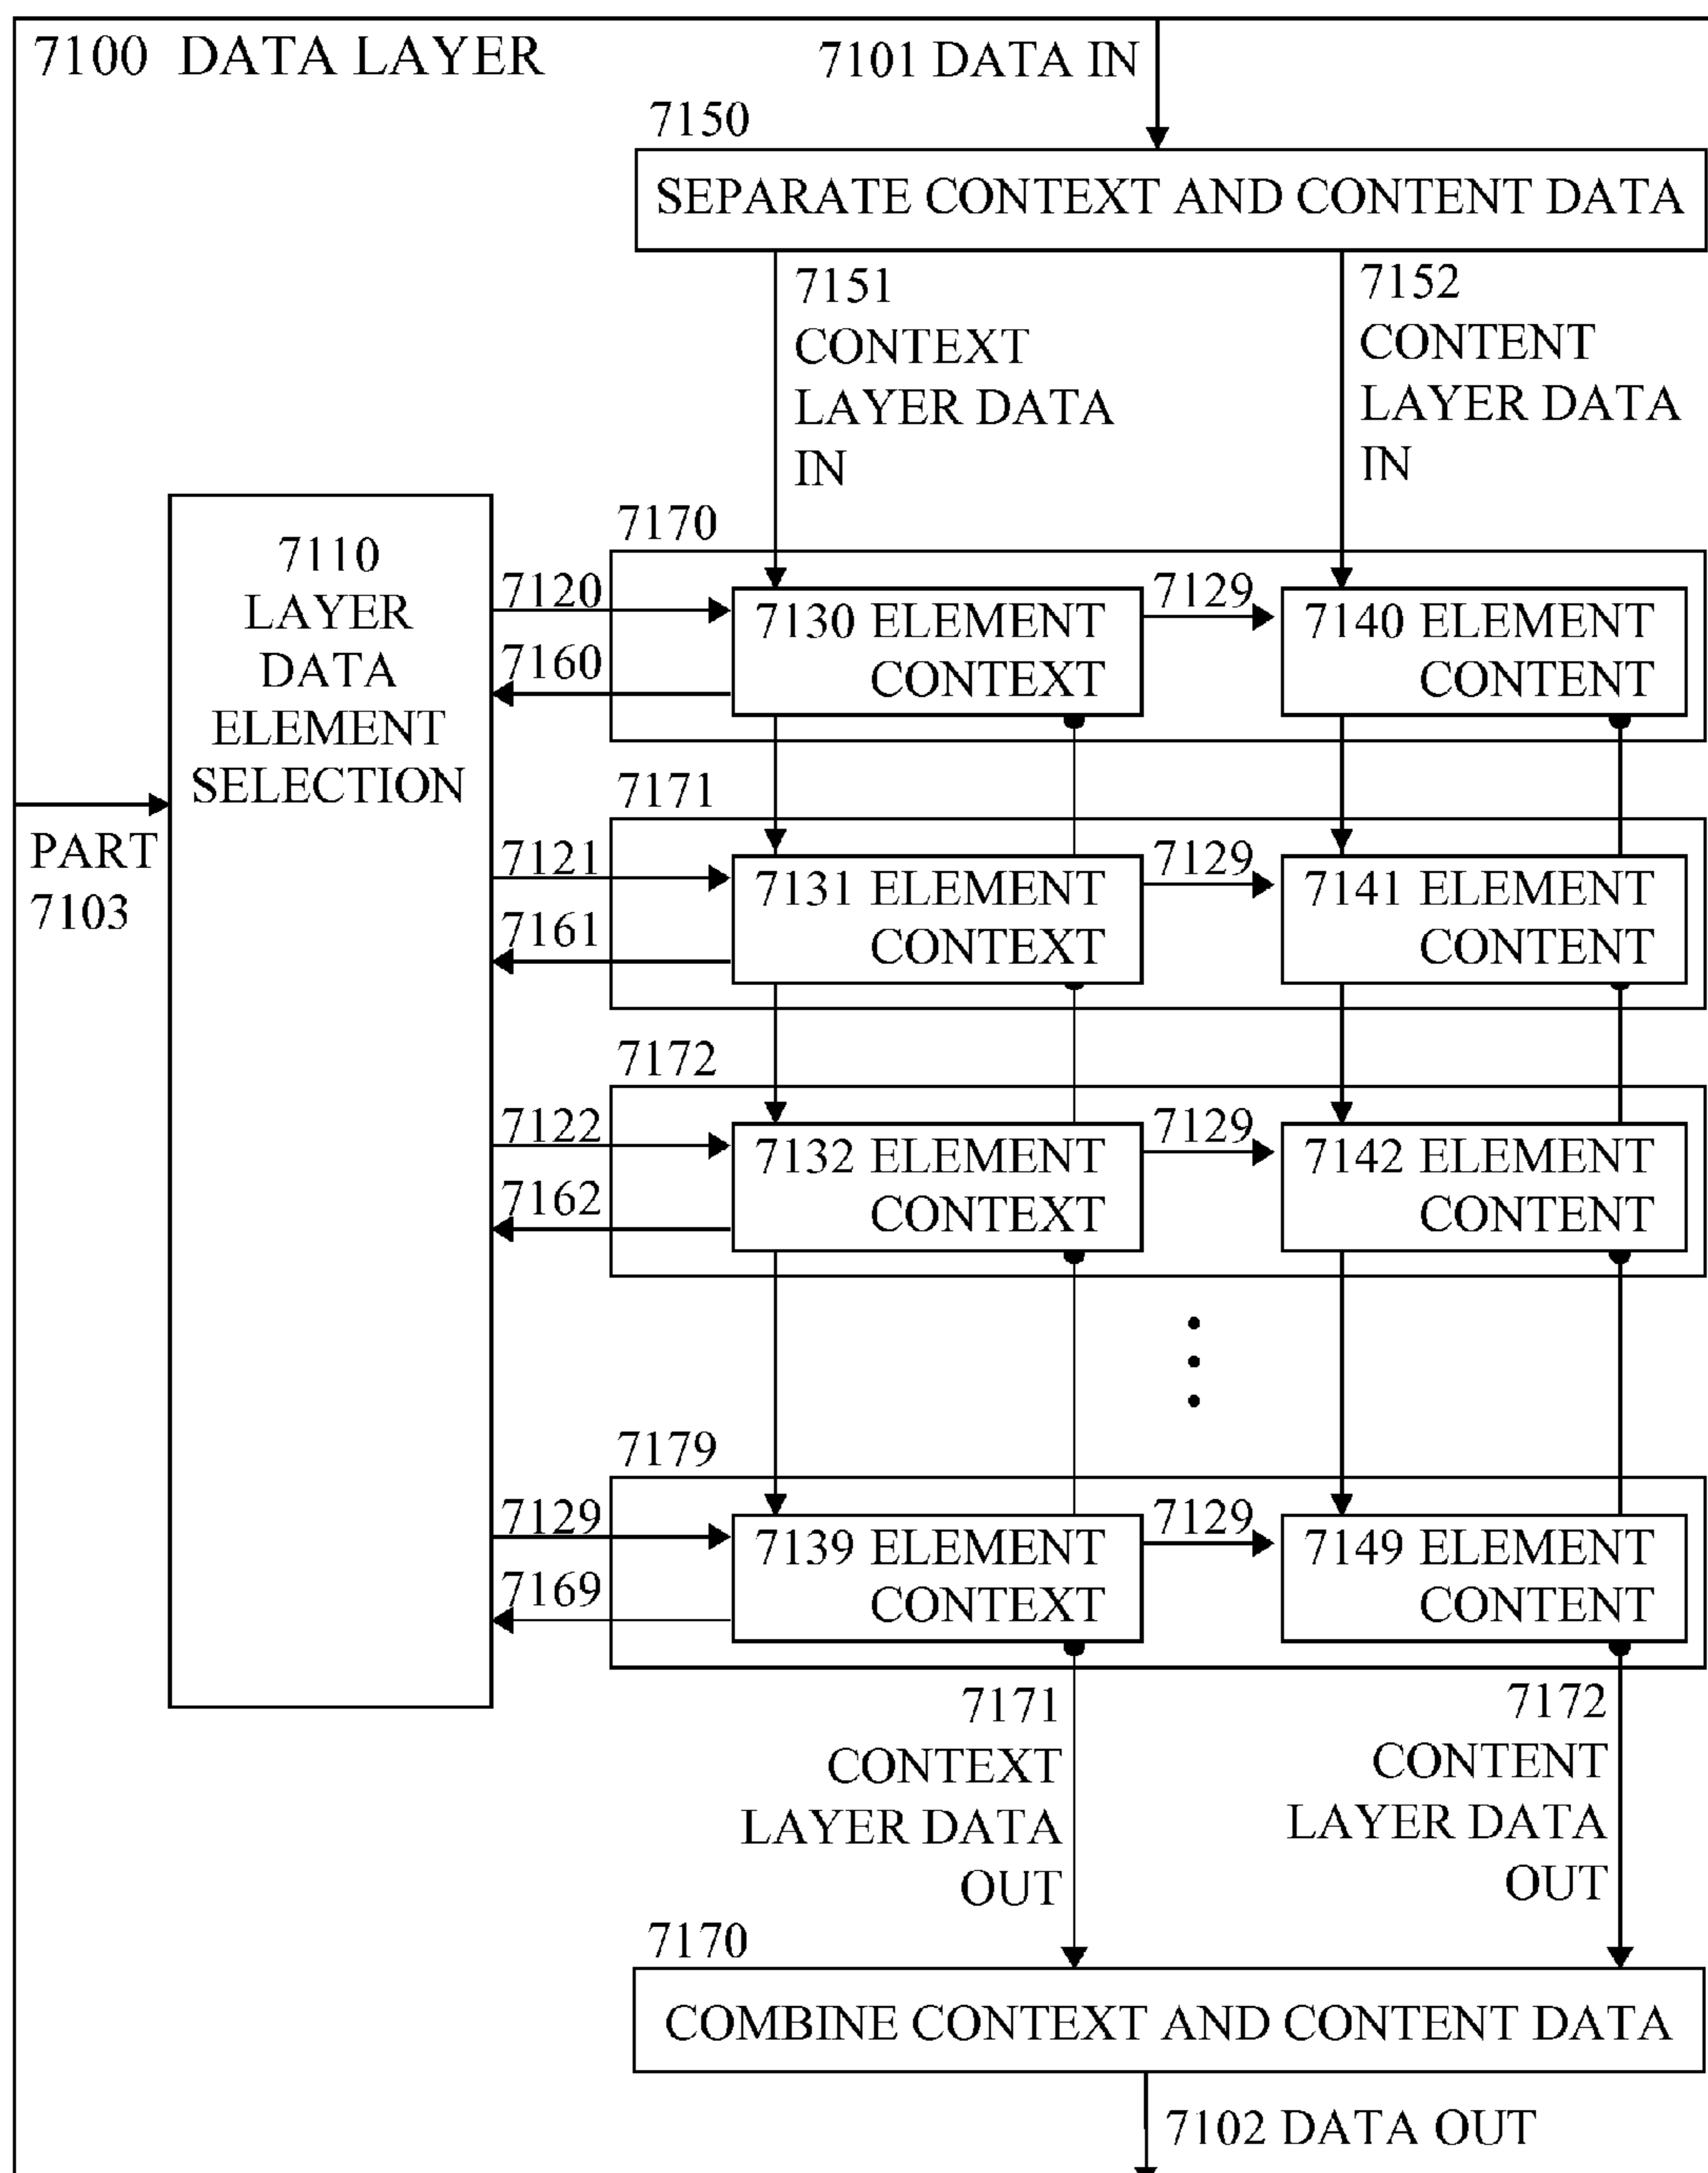 7100 DATA LAYER
7101 DATA IN
7150
SEPARATE CONTEXT AND CONTENT DATA
7151
CONTEXT
LAYER DATA
IN
7152
CONTENT
LAYER DATA
IN
7110
LAYER
DATA
ELEMENT
SELECTION
PART
7103
7170
7120
7160
7130 ELEMENT
CONTEXT
7129
7140 ELEMENT
CONTENT
7171
7121
7161
7131 ELEMENT
CONTEXT
7129
7141 ELEMENT
CONTENT
7172
7122
7162
7132 ELEMENT
CONTEXT
7129
7142 ELEMENT
CONTENT
7179
7129
7169
7139 ELEMENT
CONTEXT
7129
7149 ELEMENT
CONTENT
7171
CONTEXT
LAYER DATA
OUT
7172
CONTENT
LAYER DATA
OUT
7170
COMBINE CONTEXT AND CONTENT DATA
7102 DATA OUT